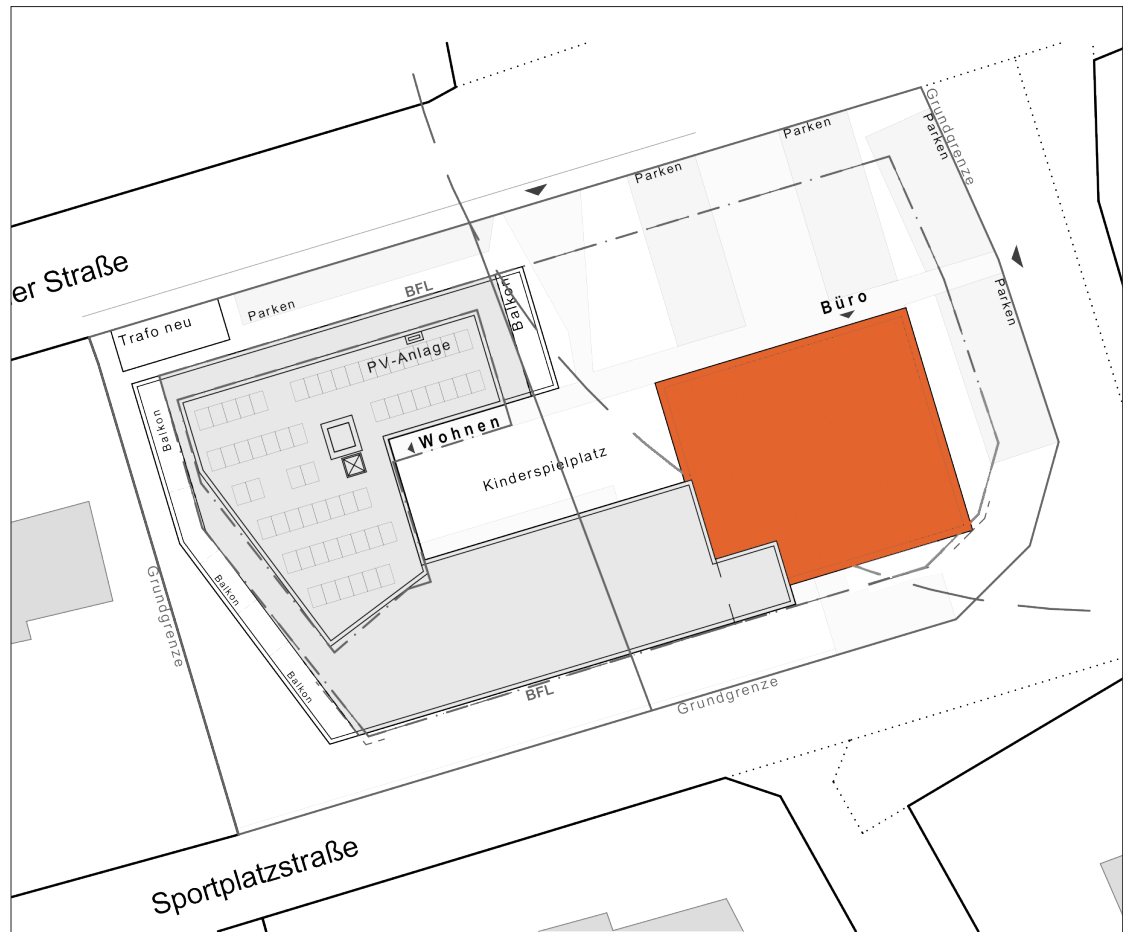 Grundgrenze
Parken
Parken
Parken
Parken
Parken
er Straße
Trafo neu
Parken
BFL
Balkon
Büro
PV-Anlage
Balkon
Wohnen
Kinderspielplatz
Grundgrenze
Balkon
Balkon
BFL
Grundgrenze
Sportplatzstraße